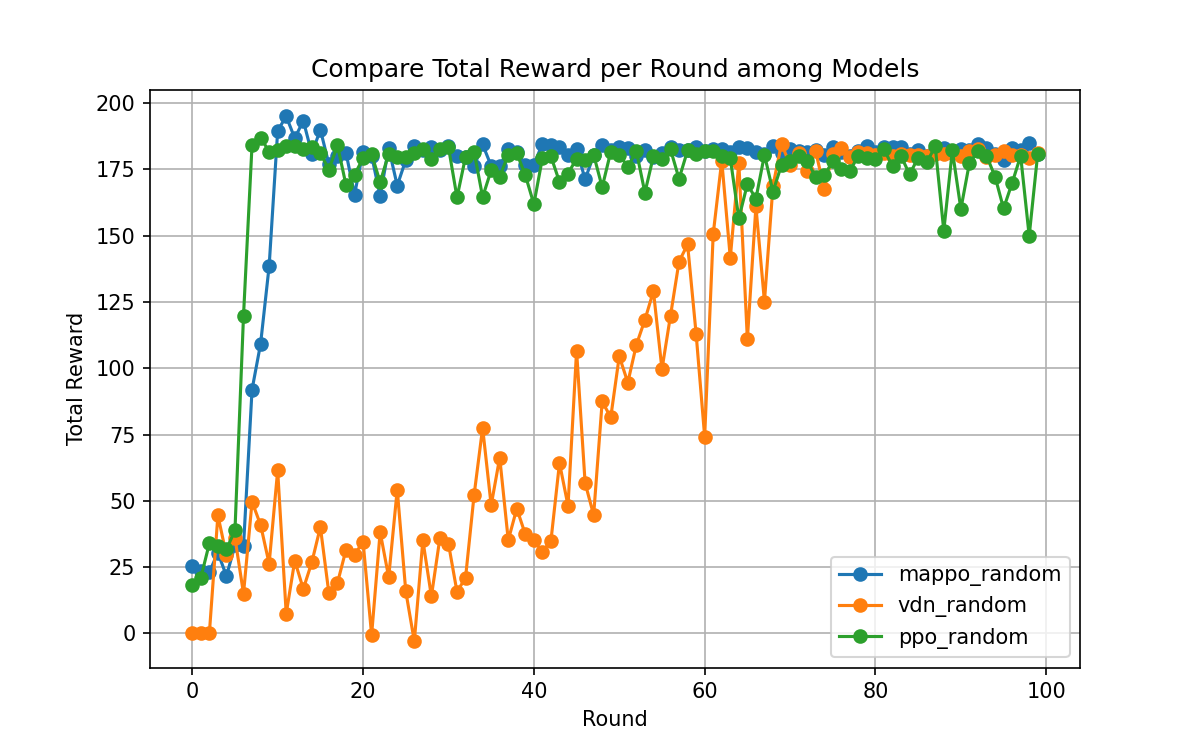 Compare Total Reward per Round among Models
200
175
150
125
100
75
50
25
0
Total Reward
0 20 40 60 80 100
Round
mappo_random
vdn_random
ppo_random